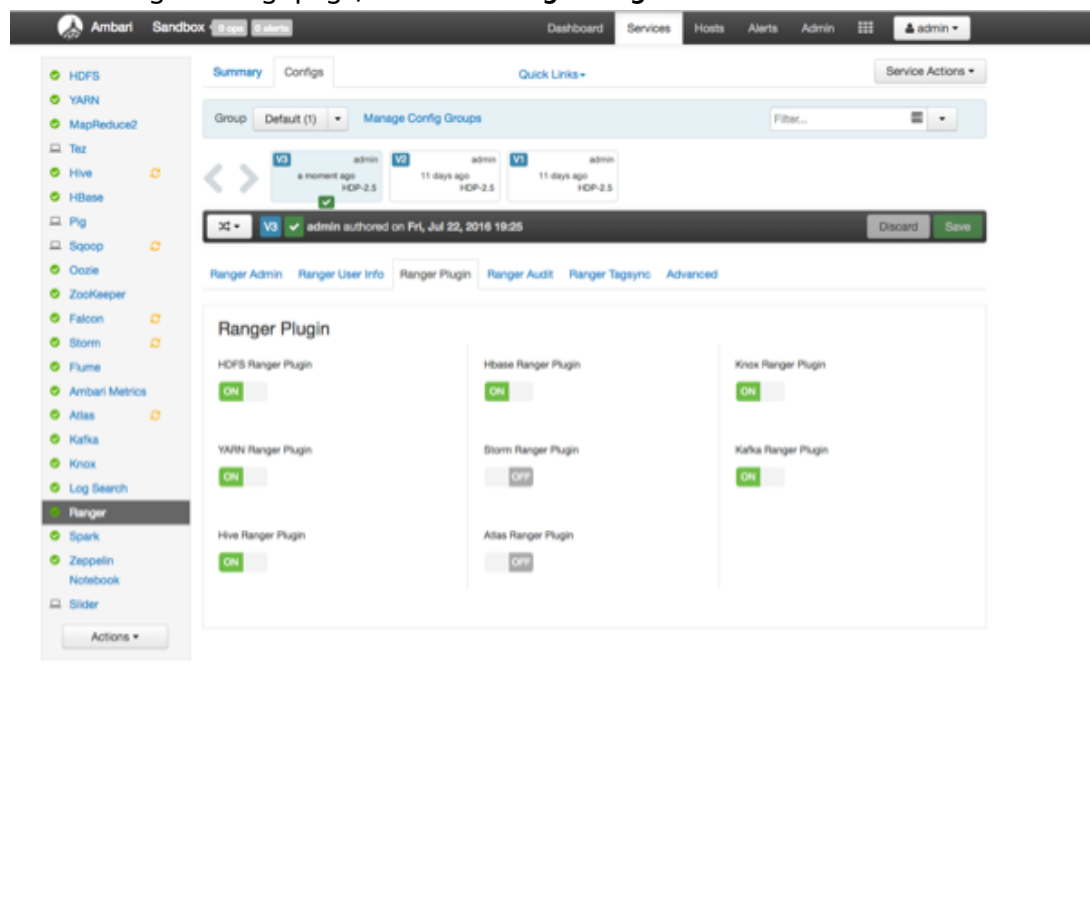 Ambari Sandbox 0 ops 0 alerts Dashboard Services Hosts Alerts Admin admin
HDFS
YARN
MapReduce2
Tez
Hive
HBase
Pig
Sqoop
Oozie
ZooKeeper
Falcon
Storm
Flume
Ambari Metrics
Atlas
Kafka
Knox
Log Search
Ranger
Spark
Zeppelin
Notebook
Slider
Actions
Summary Configs Quick Links Service Actions
Group Default (1) Manage Config Groups Filter...
V3 admin
a moment ago
HDP-2.5
V2 admin
11 days ago
HDP-2.5
V1 admin
11 days ago
HDP-2.5
V3 admin authored on Fri, Jul 22, 2016 19:25 Discard Save
Ranger Admin Ranger User Info Ranger Plugin Ranger Audit Ranger Tagsync Advanced
Ranger Plugin
HDFS Ranger Plugin Hbase Ranger Plugin Knox Ranger Plugin
ON ON ON
YARN Ranger Plugin Storm Ranger Plugin Kafka Ranger Plugin
ON OFF ON
Hive Ranger Plugin Atlas Ranger Plugin
ON OFF